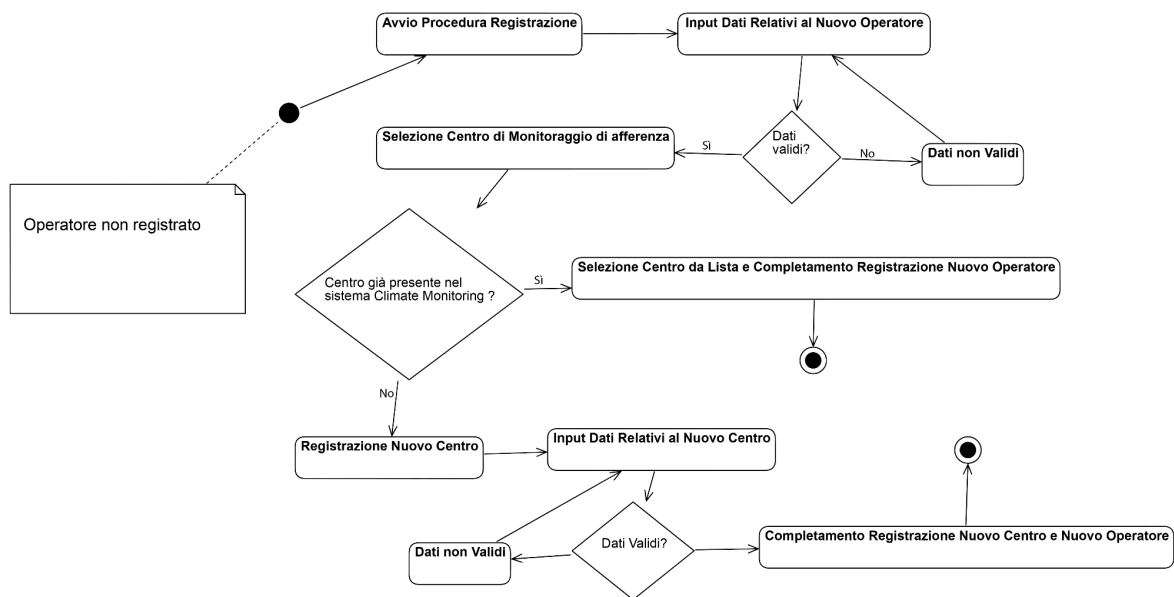 Avvio Procedura Registrazione
Input Dati Relativi al Nuovo Operatore
Selezione Centro di Monitoraggio di afferenza
Sì
Dati
validi?
No
Dati non Validi
Operatore non registrato
Centro già presente nel
sistema Climate Monitoring ?
Sì
Selezione Centro da Lista e Completamento Registrazione Nuovo Operatore
No
Registrazione Nuovo Centro
Input Dati Relativi al Nuovo Centro
Dati non Validi
Dati Validi?
Completamento Registrazione Nuovo Centro e Nuovo Operatore